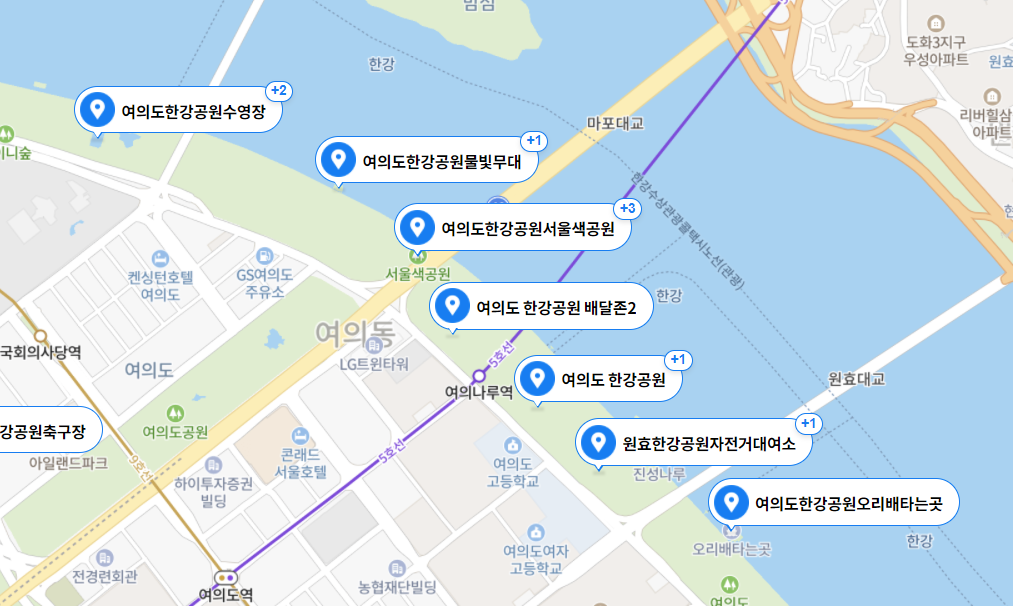 밤섬
한강
도화3지구
우성아파트
원효
+2
여의도한강공원수영장
리버힐삼
아파트
마포대교
니숲
+1
여의도한강공원물빛무대
한강수상관광콜택시노선(관광)
+3
여의도한강공원서울색공원
서울색공원
켄싱턴호텔
여의도
GS여의도
주유소
여의도 한강공원 배달존2
한강
여의동
국회의사당역
여의도
LG트윈타워
5호선
여의나루역
+1
여의도 한강공원
원효대교
강공원축구장
여의도공원
+1
원효한강공원자전거대여소
아일랜드파크
9호선
콘래드
서울호텔
5호선
여의도
고등학교
진성나루
하이투자증권
빌딩
여의도한강공원오리배타는곳
오리배타는곳
한강
여의도여자
고등학교
전경련회관
농협재단빌딩
여의도역
여의도